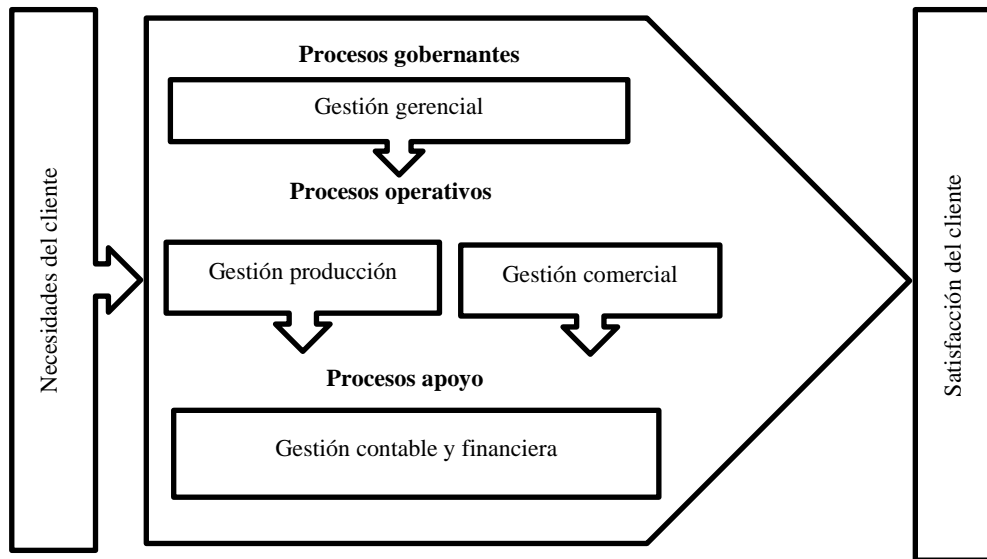 Necesidades del cliente
Procesos gobernantes
Gestión gerencial
Procesos operativos
Gestión producción
Gestión comercial
Procesos apoyo
Gestión contable y financiera
Satisfacción del cliente